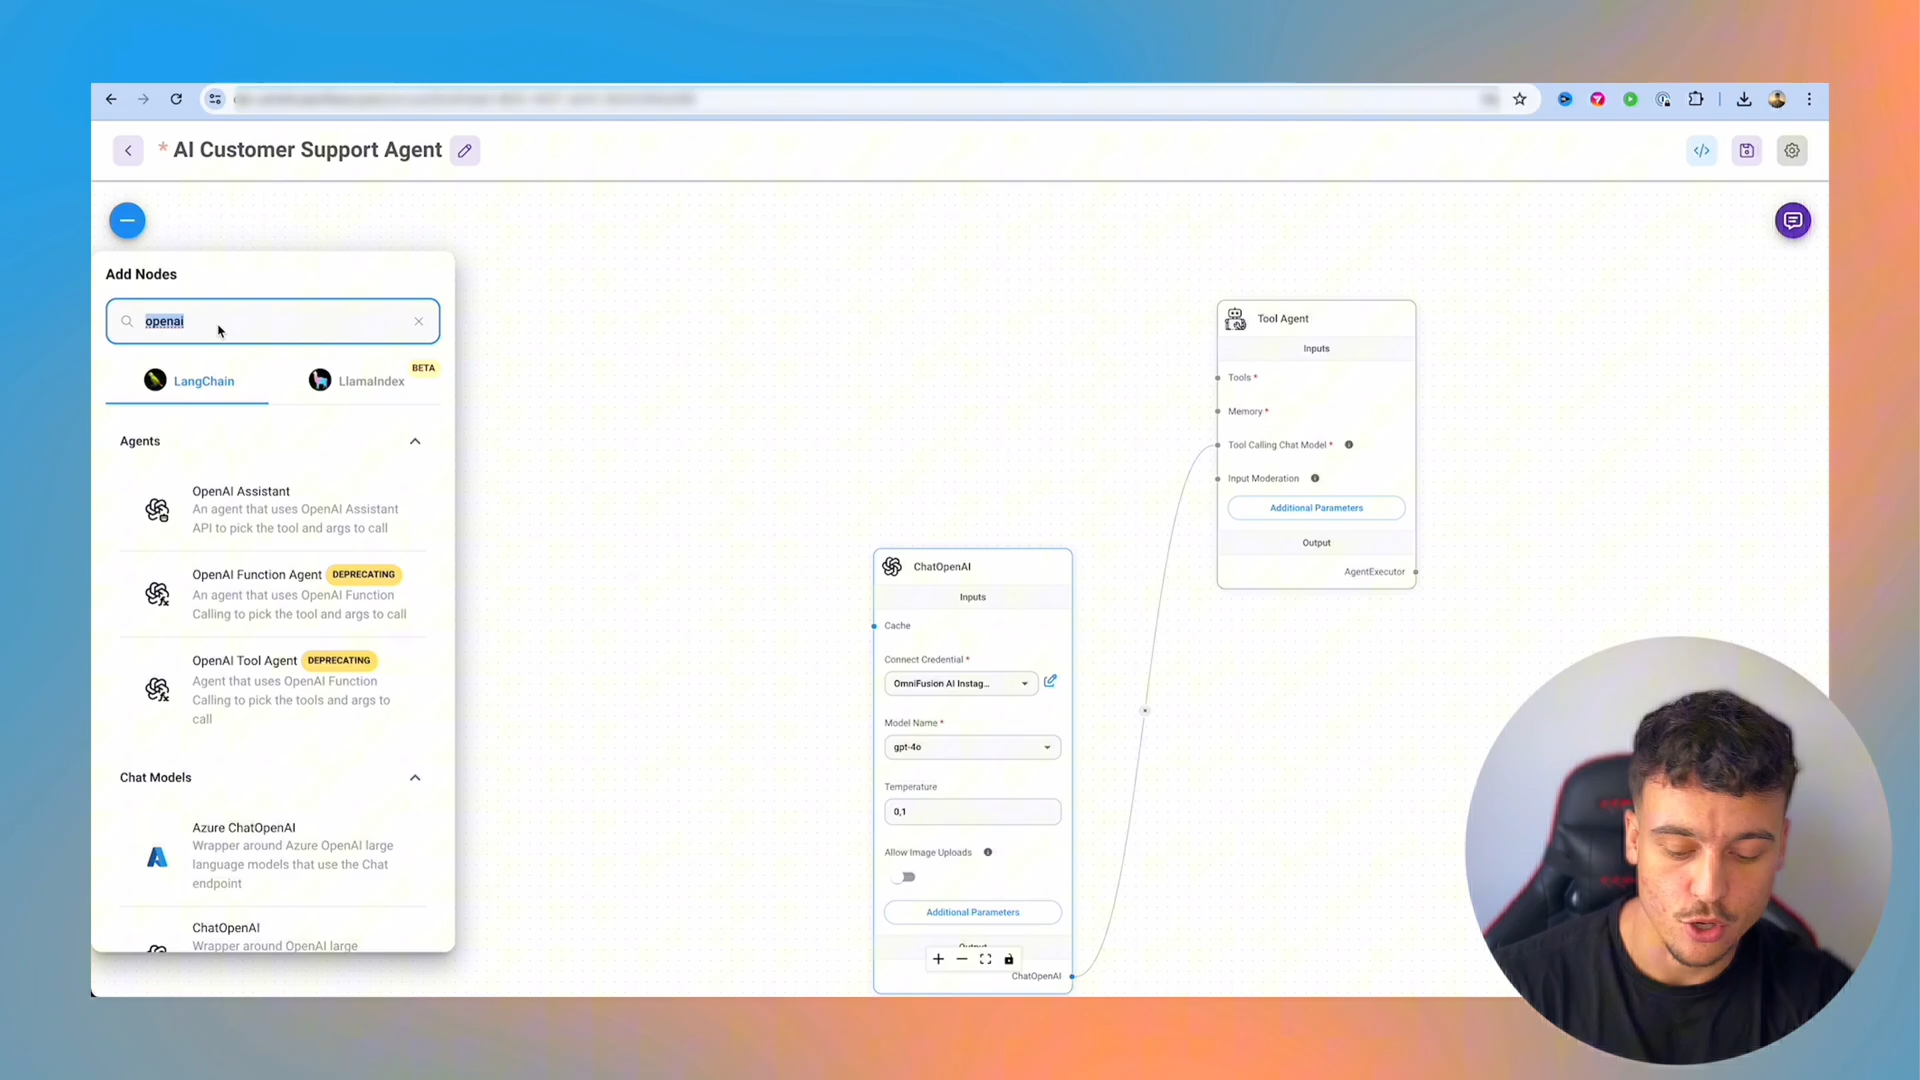 * AI Customer Support Agent
Add Nodes
openai
LangChain
LlamaIndex
BETA
Agents
OpenAI Assistant
An agent that uses OpenAI Assistant
API to pick the tool and args to call
OpenAI Function Agent DEPRECATING
An agent that uses OpenAI Function
Calling to pick the tool and args to call
OpenAI Tool Agent DEPRECATING
Agent that uses OpenAI Function
Calling to pick the tools and args to
call
Chat Models
Azure ChatOpenAI
Wrapper around Azure OpenAI large
language models that use the Chat
endpoint
ChatOpenAI
Wrapper around OpenAI large
ChatOpenAI
Inputs
Cache
Connect Credential *
OmniFusion AI Instag...
Model Name *
gpt-4o
Temperature
0,1
Allow Image Uploads
Additional Parameters
Output
ChatOpenAI
Tool Agent
Inputs
Tools *
Memory *
Tool Calling Chat Model *
Input Moderation
Additional Parameters
Output
AgentExecutor